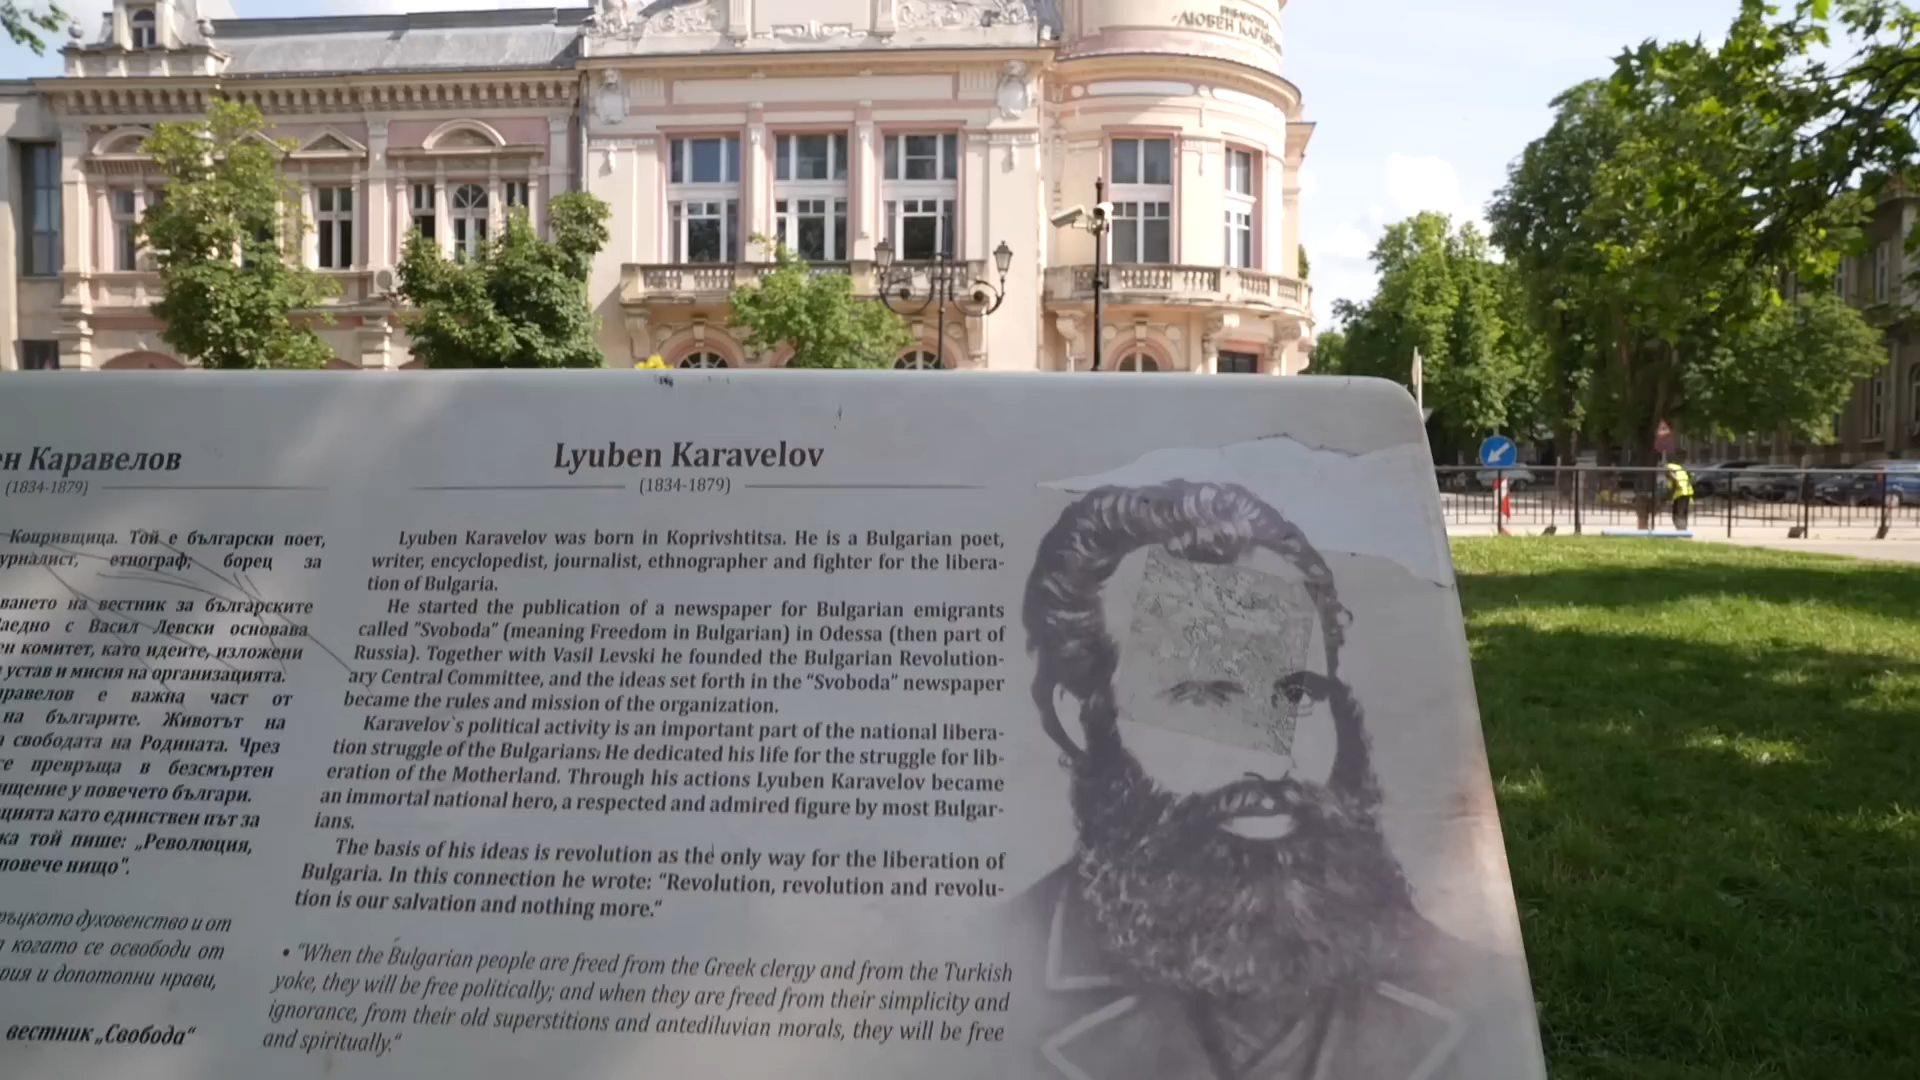 ЛЮБЕН КАРАВЕЛОВ
ен Каравелов
(1834-1879)
Копривщица. Той е български поет,
урналист, етнограф, борец за
ването на вестник за българските
Заедно с Васил Левски основава
ен комитет, като идеите, изложени
устав и мисия на организацията.
аравелов е важна част от
на българите. Животът на
а свободата на Родината. Чрез
се превръща в безсмъртен
ищение у повечето българи.
цията като единствен път за
ка той пише: „Революция,
повече нищо".
ръцкото духовенство и от
когато се освободи от
рия и допотопни нрави,
вестник „Свобода“
Lyuben Karavelov
(1834-1879)
Lyuben Karavelov was born in Koprivshtitsa. He is a Bulgarian poet,
writer, encyclopedist, journalist, ethnographer and fighter for the libera-
tion of Bulgaria.
He started the publication of a newspaper for Bulgarian emigrants
called "Svoboda" (meaning Freedom in Bulgarian) in Odessa (then part of
Russia). Together with Vasil Levski he founded the Bulgarian Revolution-
ary Central Committee, and the ideas set forth in the “Svoboda” newspaper
became the rules and mission of the organization.
Karavelov`s political activity is an important part of the national libera-
tion struggle of the Bulgarians. He dedicated his life for the struggle for lib-
eration of the Motherland. Through his actions Lyuben Karavelov became
an immortal national hero, a respected and admired figure by most Bulgar-
ians.
The basis of his ideas is revolution as the only way for the liberation of
Bulgaria. In this connection he wrote: “Revolution, revolution and revolu-
tion is our salvation and nothing more.“
• “When the Bulgarian people are freed from the Greek clergy and from the Turkish
yoke, they will be free politically; and when they are freed from their simplicity and
ignorance, from their old superstitions and antediluvian morals, they will be free
and spiritually.“